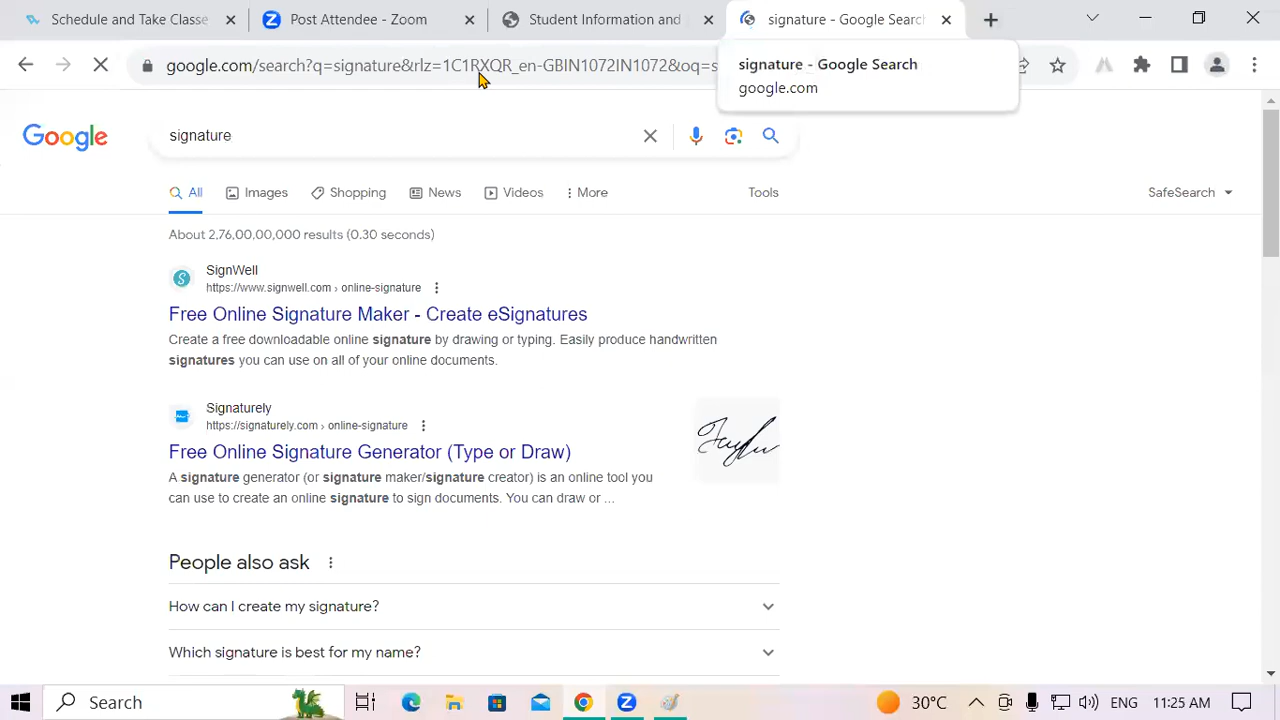 Schedule and Take Classe
Post Attendee - Zoom
Student Information and
signature - Google Search
google.com/search?q=signature&rlz=1C1RXQR_en-GBIN1072IN1072&oq=s
signature - Google Search
google.com
Google
signature
All
Images
Shopping
News
Videos
More
Tools
SafeSearch
About 2,76,00,00,000 results (0.30 seconds)
SignWell
https://www.signwell.com › online-signature
Free Online Signature Maker - Create eSignatures
Create a free downloadable online signature by drawing or typing. Easily produce handwritten
signatures you can use on all of your online documents.
Signaturely
https://signaturely.com › online-signature
Free Online Signature Generator (Type or Draw)
A signature generator (or signature maker/signature creator) is an online tool you
can use to create an online signature to sign documents. You can draw or ...
People also ask
How can I create my signature?
Which signature is best for my name?
Search
30°C
ENG
11:25 AM